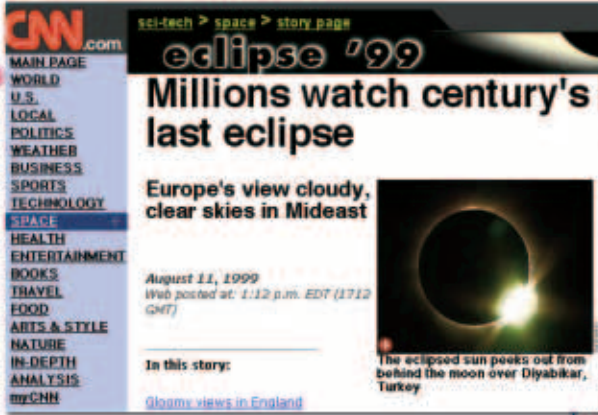 CNN.com
sci-tech > space > story page
eclipse '99
MAIN PAGE
WORLD
U.S.
LOCAL
POLITICS
WEATHER
BUSINESS
SPORTS
TECHNOLOGY
SPACE
HEALTH
ENTERTAINMENT
BOOKS
TRAVEL
FOOD
ARTS & STYLE
NATURE
IN-DEPTH
ANALYSIS
myCNN
Millions watch century's
last eclipse
Europe's view cloudy,
clear skies in Mideast
August 11, 1999
Web posted at: 1:12 p.m. EDT (1712
GMT)
In this story:
Gloomy views in England
The eclipsed sun peeks out from
behind the moon over Diyabikar,
Turkey